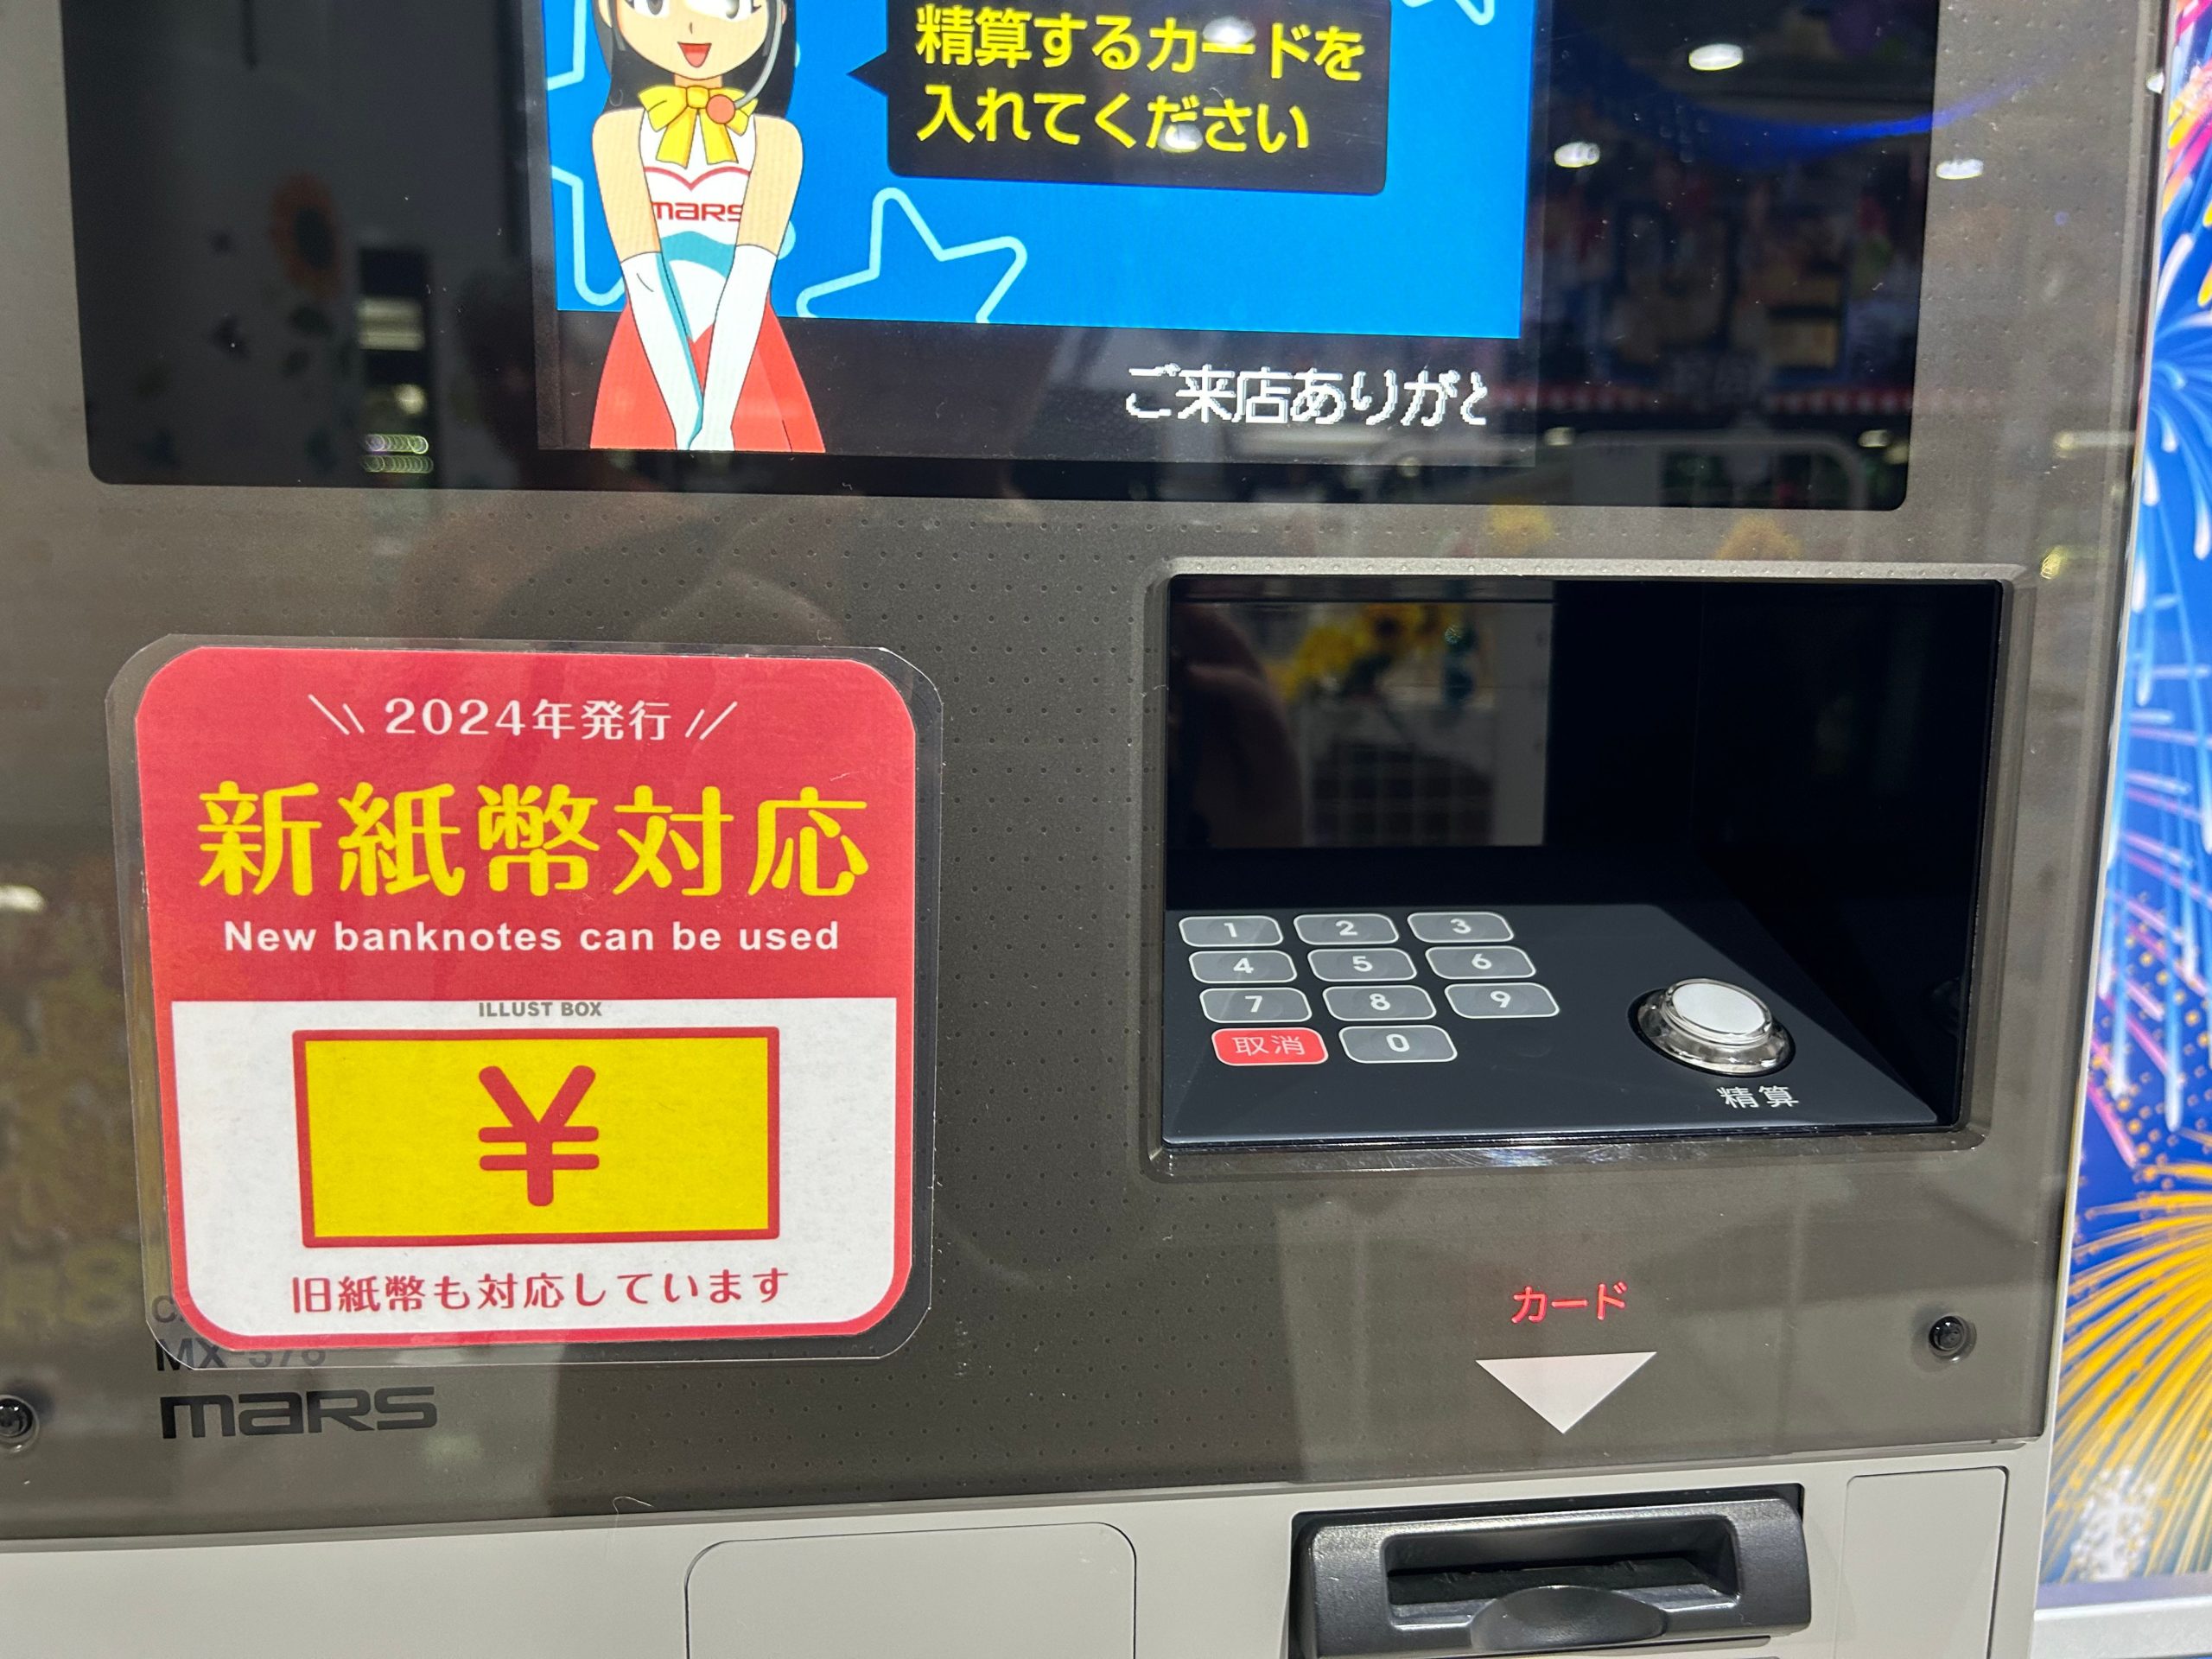 精算するカードを
入れてください
mars
ご来店ありがと
2024年発行
新紙幣対応
New banknotes can be used
ILLUST BOX
¥
旧紙幣も対応しています
1 2 3
4 5 6
7 8 9
取消 0
精算
カード
MX-578
mars